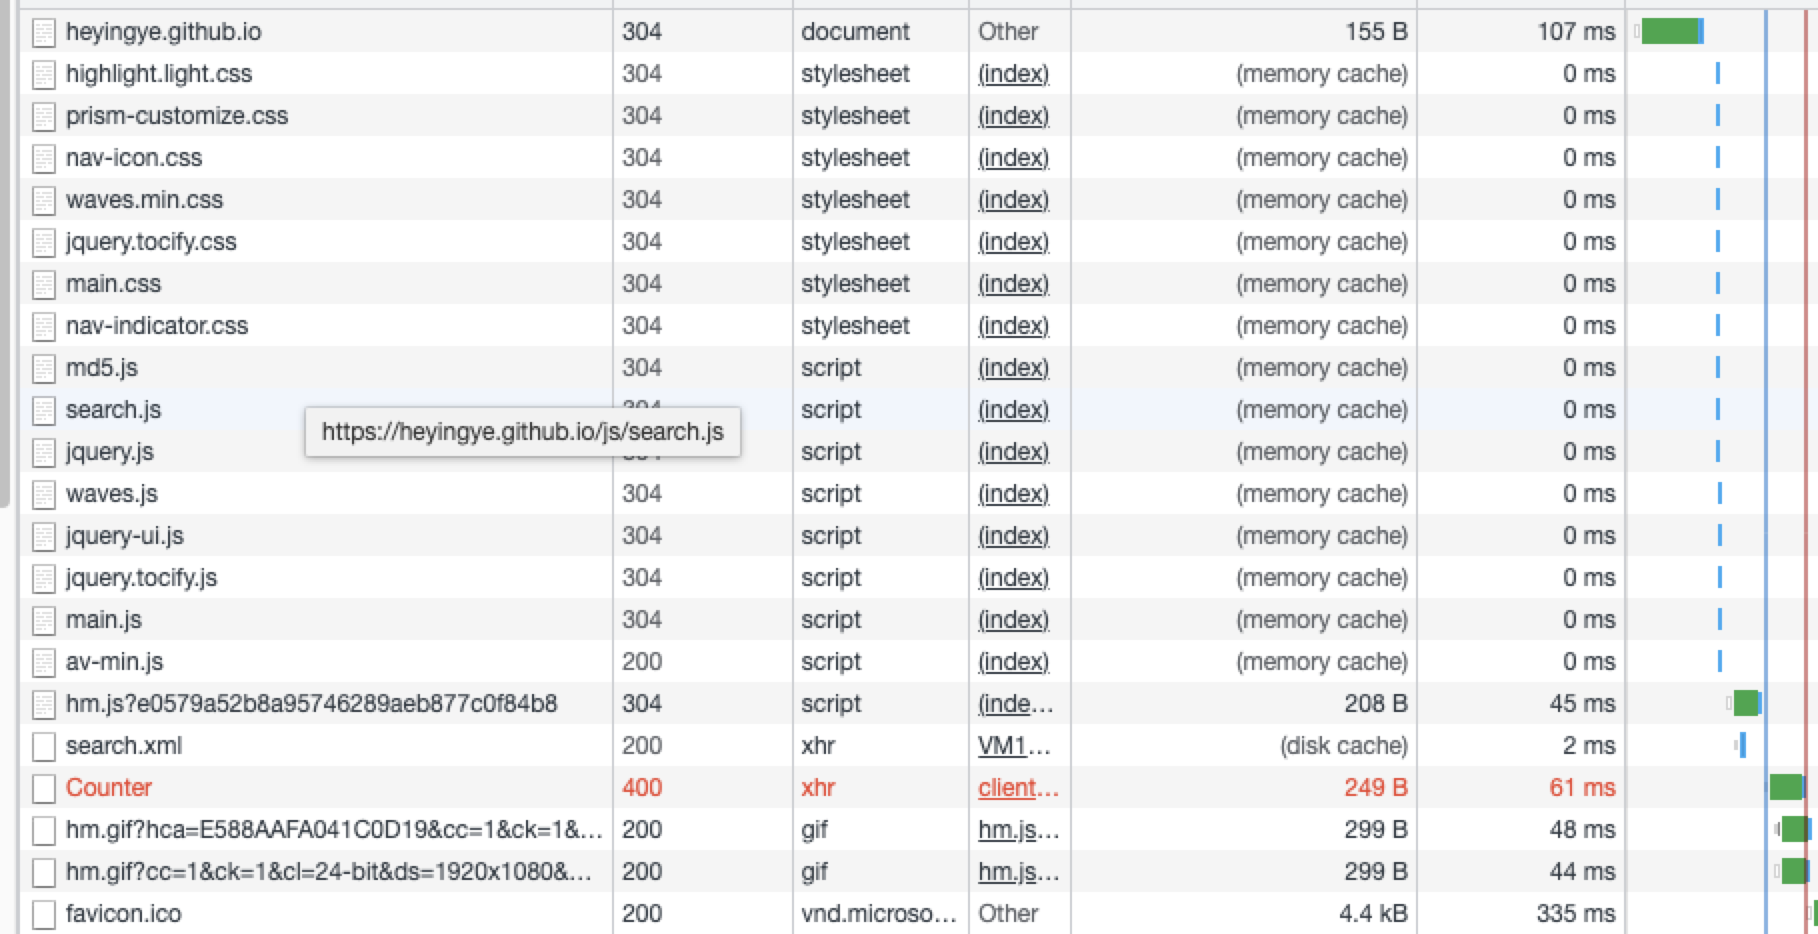 heyingye.github.io 304 document Other 155 B 107 ms
highlight.light.css 304 stylesheet (index) (memory cache) 0 ms
prism-customize.css 304 stylesheet (index) (memory cache) 0 ms
nav-icon.css 304 stylesheet (index) (memory cache) 0 ms
waves.min.css 304 stylesheet (index) (memory cache) 0 ms
jquery.tocify.css 304 stylesheet (index) (memory cache) 0 ms
main.css 304 stylesheet (index) (memory cache) 0 ms
nav-indicator.css 304 stylesheet (index) (memory cache) 0 ms
md5.js 304 script (index) (memory cache) 0 ms
search.js script (index) (memory cache) 0 ms
https://heyingye.github.io/js/search.js
jquery.js script (index) (memory cache) 0 ms
waves.js 304 script (index) (memory cache) 0 ms
jquery-ui.js 304 script (index) (memory cache) 0 ms
jquery.tocify.js 304 script (index) (memory cache) 0 ms
main.js 304 script (index) (memory cache) 0 ms
av-min.js 200 script (index) (memory cache) 0 ms
hm.js?e0579a52b8a95746289aeb877c0f84b8 304 script (inde... 208 B 45 ms
search.xml 200 xhr VM1... (disk cache) 2 ms
Counter 400 xhr client... 249 B 61 ms
hm.gif?hca=E588AAFA041C0D19&cc=1&ck=1&... 200 gif hm.js... 299 B 48 ms
hm.gif?cc=1&ck=1&cl=24-bit&ds=1920x1080&... 200 gif hm.js... 299 B 44 ms
favicon.ico 200 vnd.microso... Other 4.4 kB 335 ms